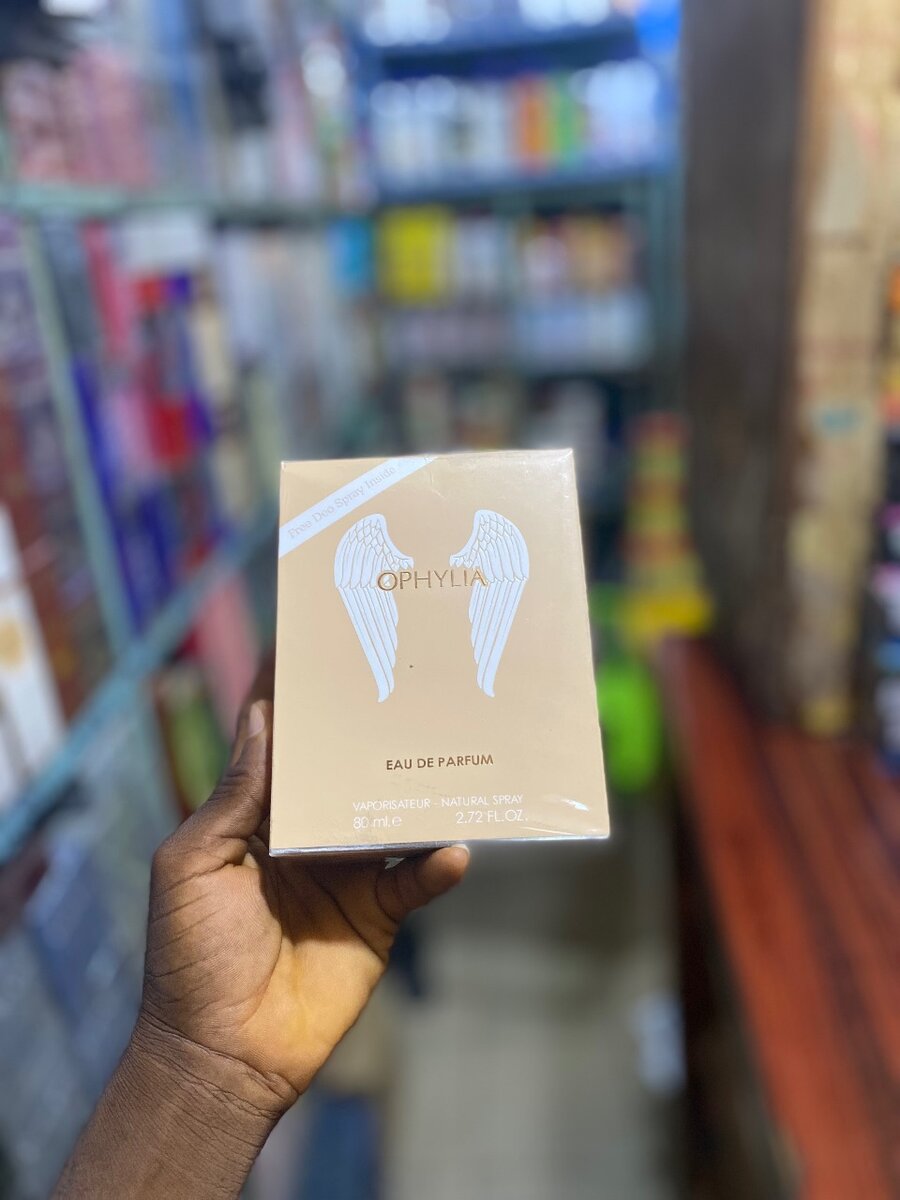 Free Deo Spray Inside
OPHYLIA
EAU DE PARFUM
VAPORISATEUR - NATURAL SPRAY
80 ml.e 2.72 FL.OZ.